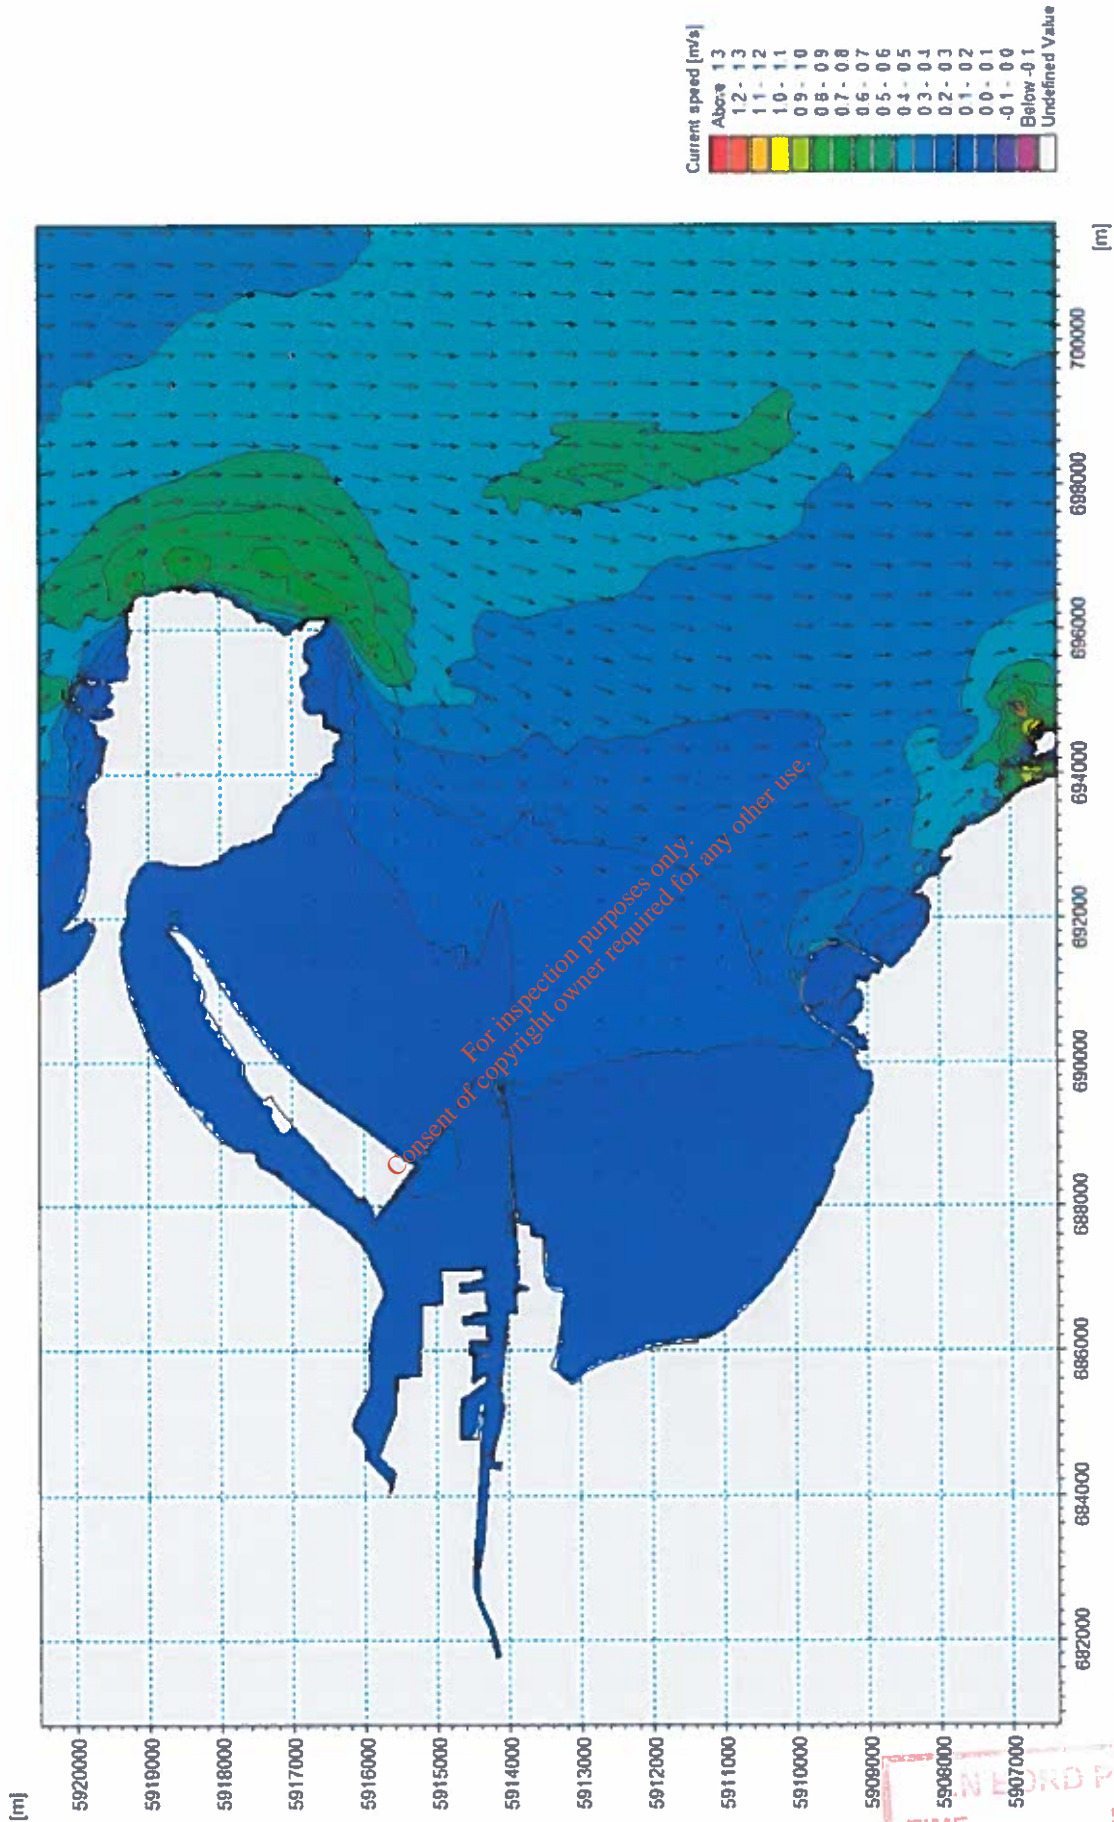 [m]
5920000
5919000
5918000
5917000
5916000
5915000
5914000
5913000
5912000
5911000
5910000
5909000
5908000
5907000
682000
684000
686000
688000
690000
692000
694000
696000
698000
700000
[m]
Current speed [m/s]
Above 1.3
1.2 - 1.3
1.1 - 1.2
1.0 - 1.1
0.9 - 1.0
0.8 - 0.9
0.7 - 0.8
0.6 - 0.7
0.5 - 0.6
0.4 - 0.5
0.3 - 0.4
0.2 - 0.3
0.1 - 0.2
0.0 - 0.1
-0.1 - 0.0
Below -0.1
Undefined Value
For inspection purposes only.
Consent of copyright owner required for any other use.
N BORD P
TIME